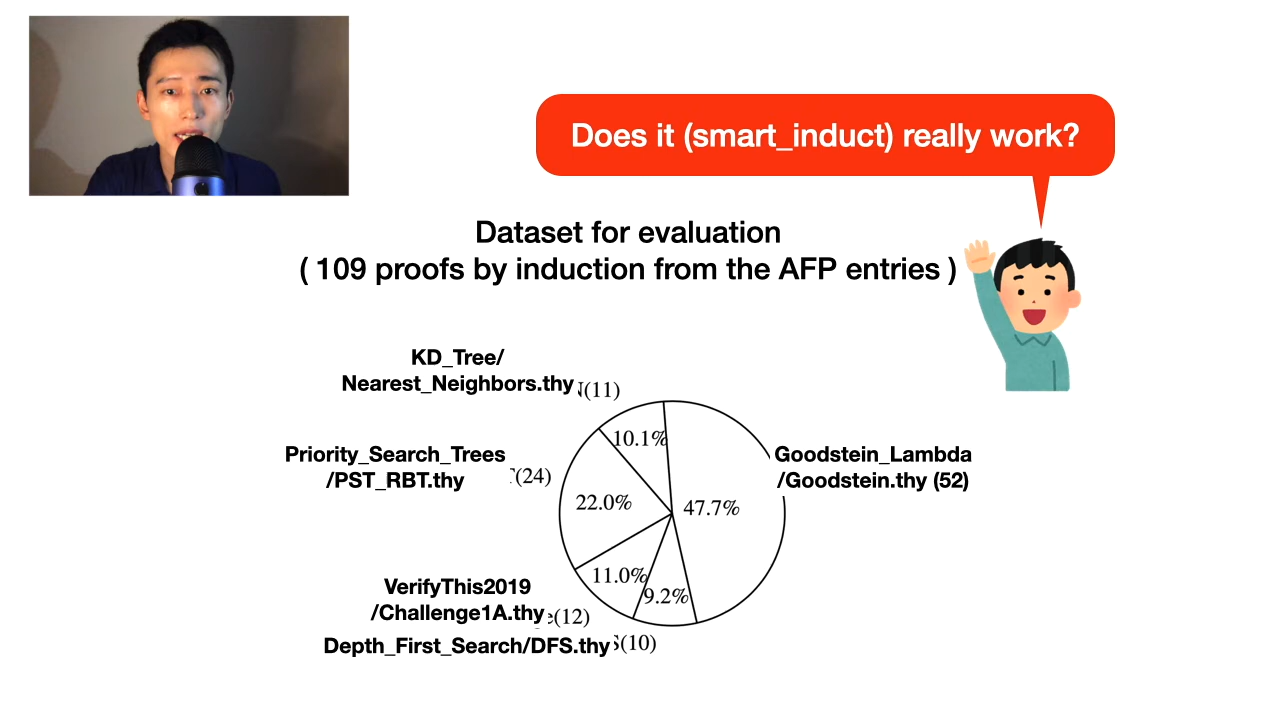 Does it (smart_induct) really work?
Dataset for evaluation
( 109 proofs by induction from the AFP entries )
KD_Tree/
Nearest_Neighbors.thy
(11)
10.1%
Priority_Search_Trees
/PST_RBT.thy
(24)
22.0%
Goodstein_Lambda
/Goodstein.thy (52)
47.7%
VerifyThis2019
/Challenge1A.thy
(12)
11.0%
9.2%
Depth_First_Search/DFS.thy
(10)